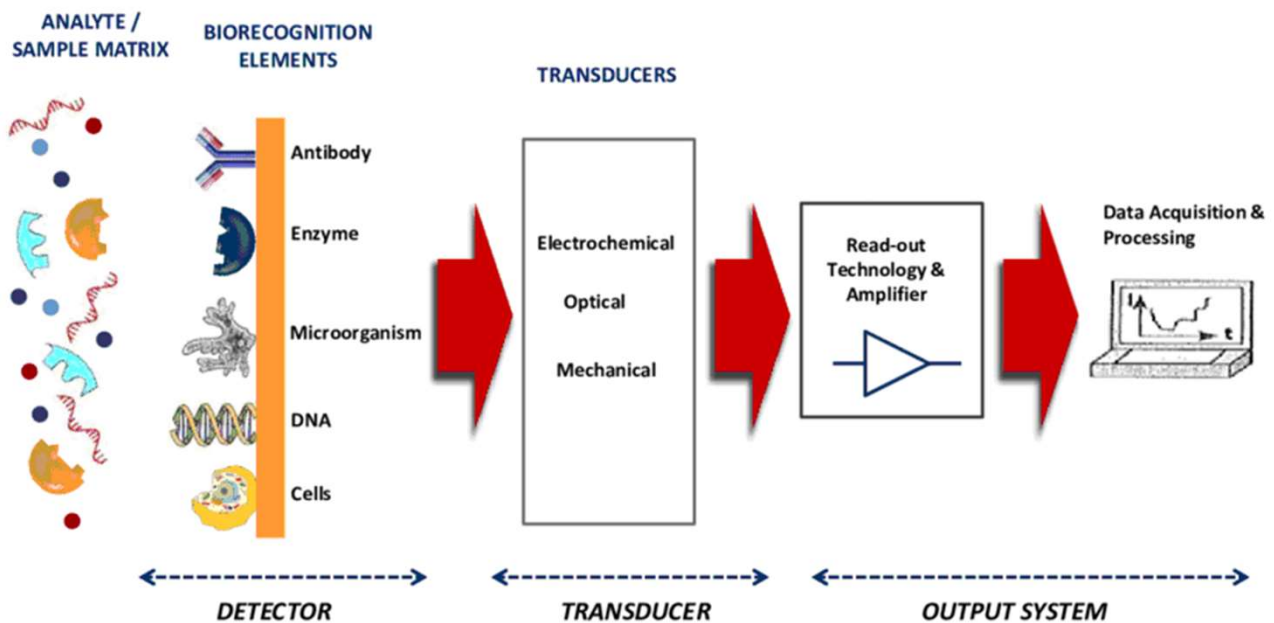 ANALYTE /
SAMPLE MATRIX
BIORECOGNITION
ELEMENTS
TRANSDUCERS
Antibody
Enzyme
Microorganism
DNA
Cells
Electrochemical
Optical
Mechanical
Read-out
Technology &
Amplifier
Data Acquisition &
Processing
I
t
DETECTOR
TRANSDUCER
OUTPUT SYSTEM